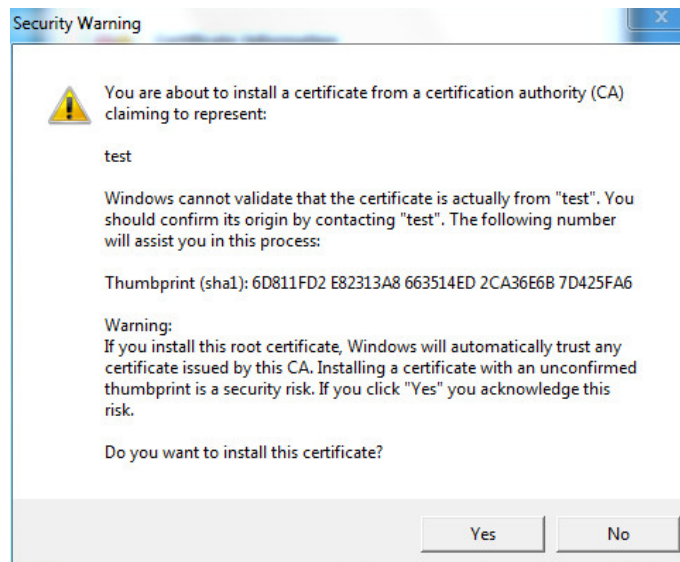 Security Warning
You are about to install a certificate from a certification authority (CA)
claiming to represent:
test
Windows cannot validate that the certificate is actually from "test". You
should confirm its origin by contacting "test". The following number
will assist you in this process:
Thumbprint (sha1): 6D811FD2 E82313A8 663514ED 2CA36E6B 7D425FA6
Warning:
If you install this root certificate, Windows will automatically trust any
certificate issued by this CA. Installing a certificate with an unconfirmed
thumbprint is a security risk. If you click "Yes" you acknowledge this
risk.
Do you want to install this certificate?
Yes
No